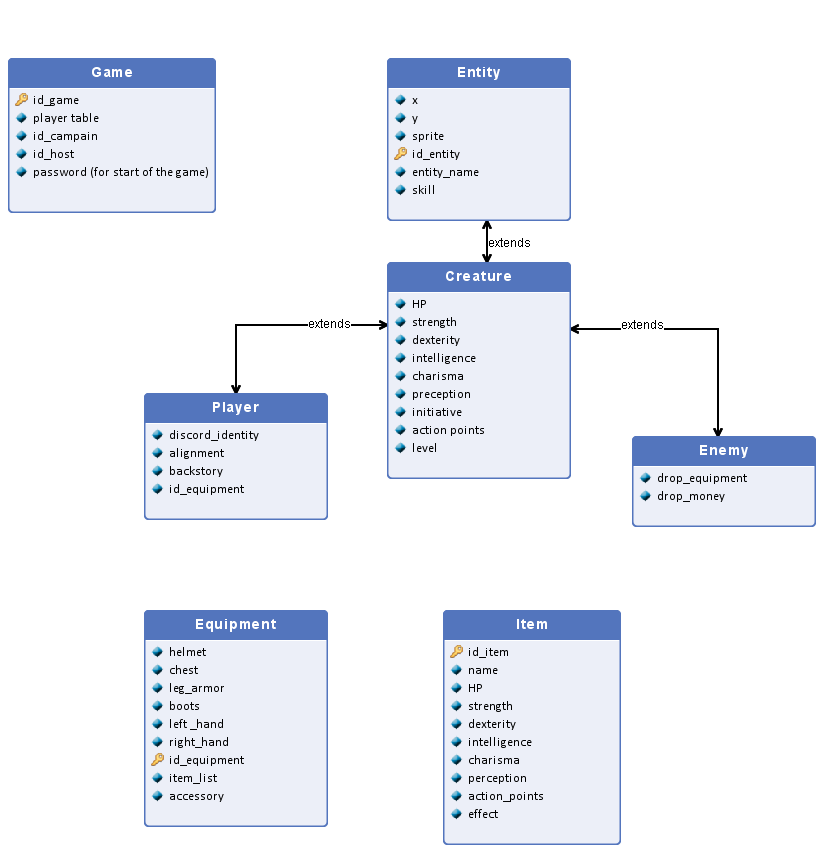 Game
id_game
player table
id_campain
id_host
password (for start of the game)
Entity
x
y
sprite
id_entity
entity_name
skill
extends
Creature
HP
strength
dexterity
intelligence
charisma
preception
initiative
action points
level
extends
extends
Player
discord_identity
alignment
backstory
id_equipment
Enemy
drop_equipment
drop_money
Equipment
helmet
chest
leg_armor
boots
left _hand
right_hand
id_equipment
item_list
accessory
Item
id_item
name
HP
strength
dexterity
intelligence
charisma
perception
action_points
effect